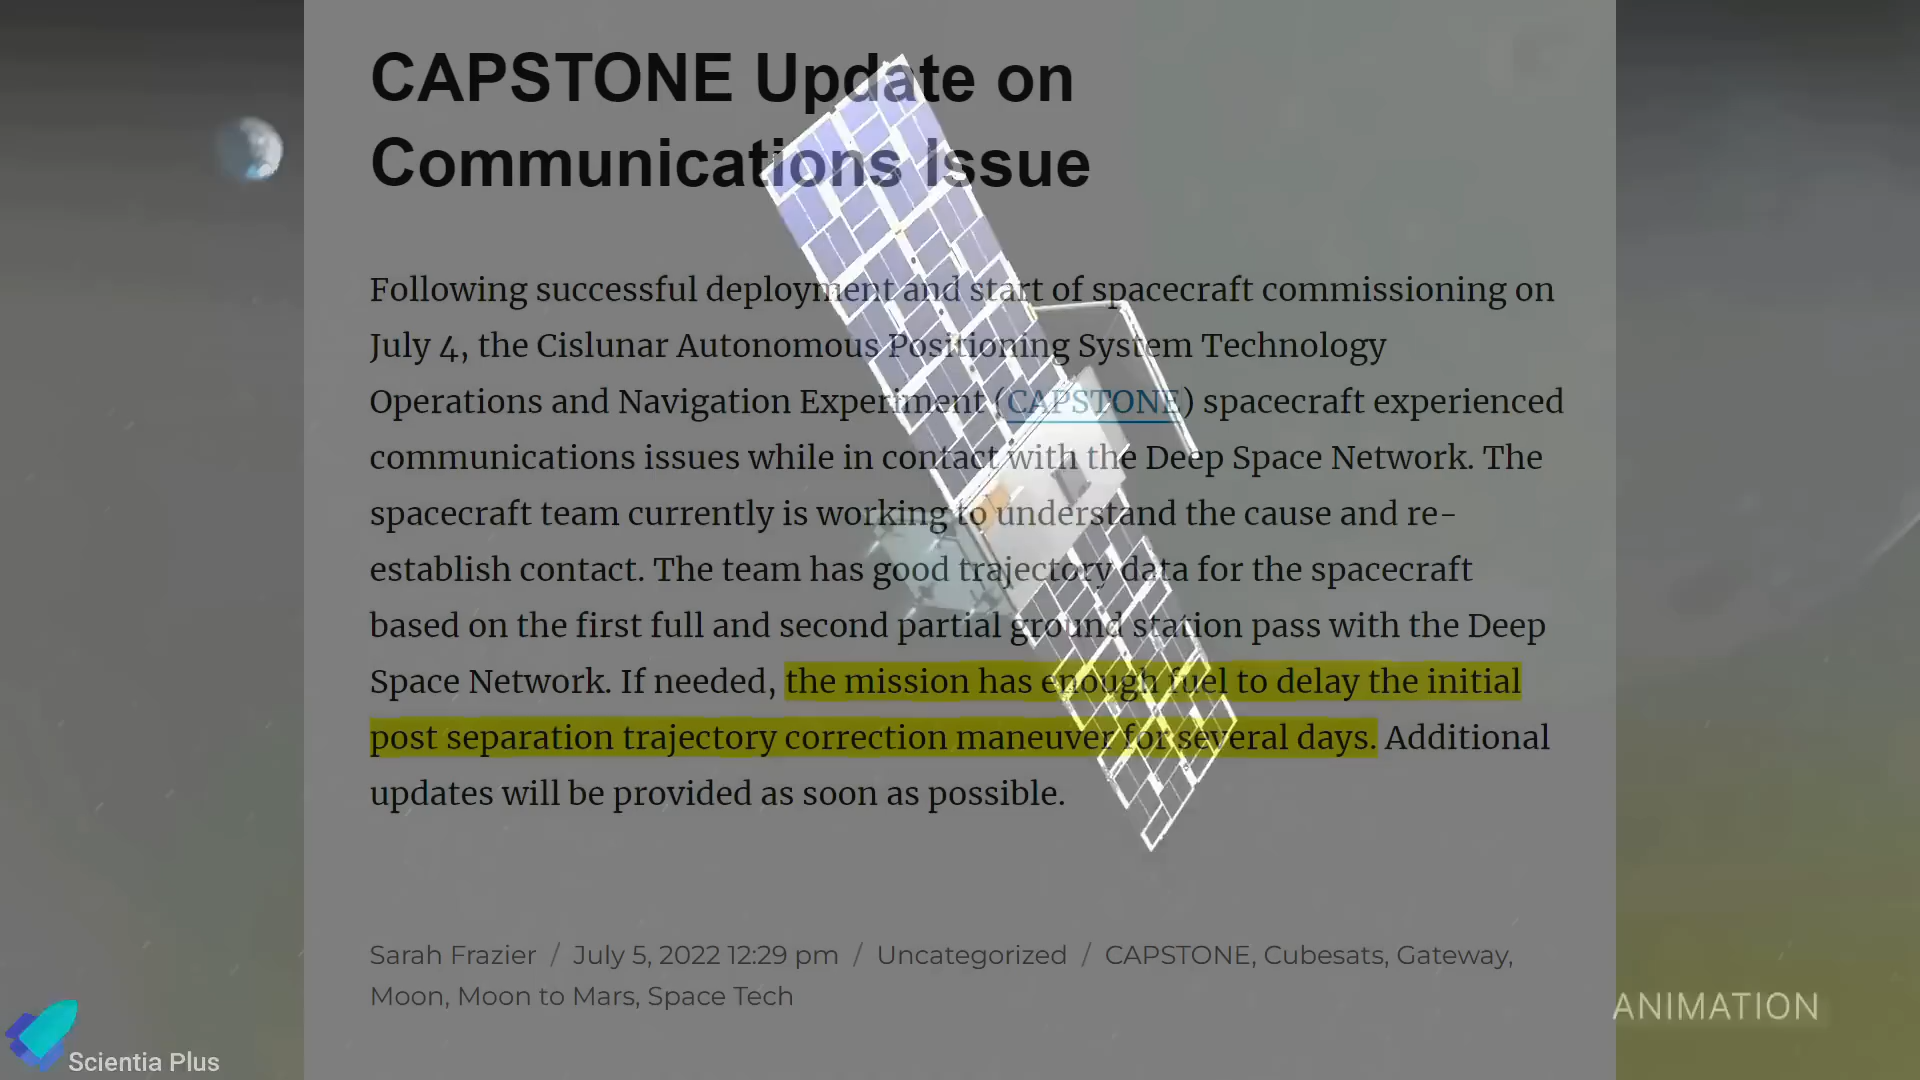 CAPSTONE Update on
Communications Issue
Following successful deployment and start of spacecraft commissioning on
July 4, the Cislunar Autonomous Positioning System Technology
Operations and Navigation Experiment (CAPSTONE) spacecraft experienced
communications issues while in contact with the Deep Space Network. The
spacecraft team currently is working to understand the cause and re-
establish contact. The team has good trajectory data for the spacecraft
based on the first full and second partial ground station pass with the Deep
Space Network. If needed, the mission has enough fuel to delay the initial
post separation trajectory correction maneuver for several days. Additional
updates will be provided as soon as possible.
Sarah Frazier / July 5, 2022 12:29 pm / Uncategorized / CAPSTONE, Cubesats, Gateway,
Moon, Moon to Mars, Space Tech
ANIMATION
Scientia Plus